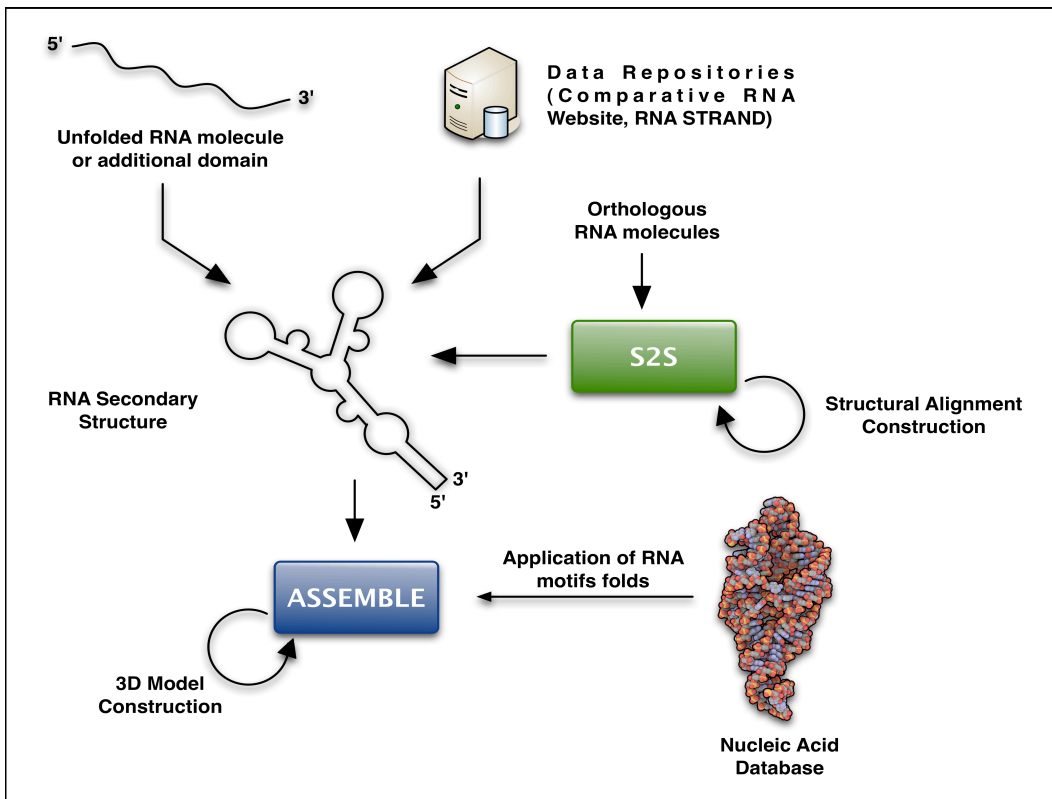 5'
3'
Unfolded RNA molecule
or additional domain
Data Repositories
(Comparative RNA
Website, RNA STRAND)
Orthologous
RNA molecules
S2S
Structural Alignment
Construction
RNA Secondary
Structure
3'
5'
Application of RNA
motifs folds
ASSEMBLE
3D Model
Construction
Nucleic Acid
Database